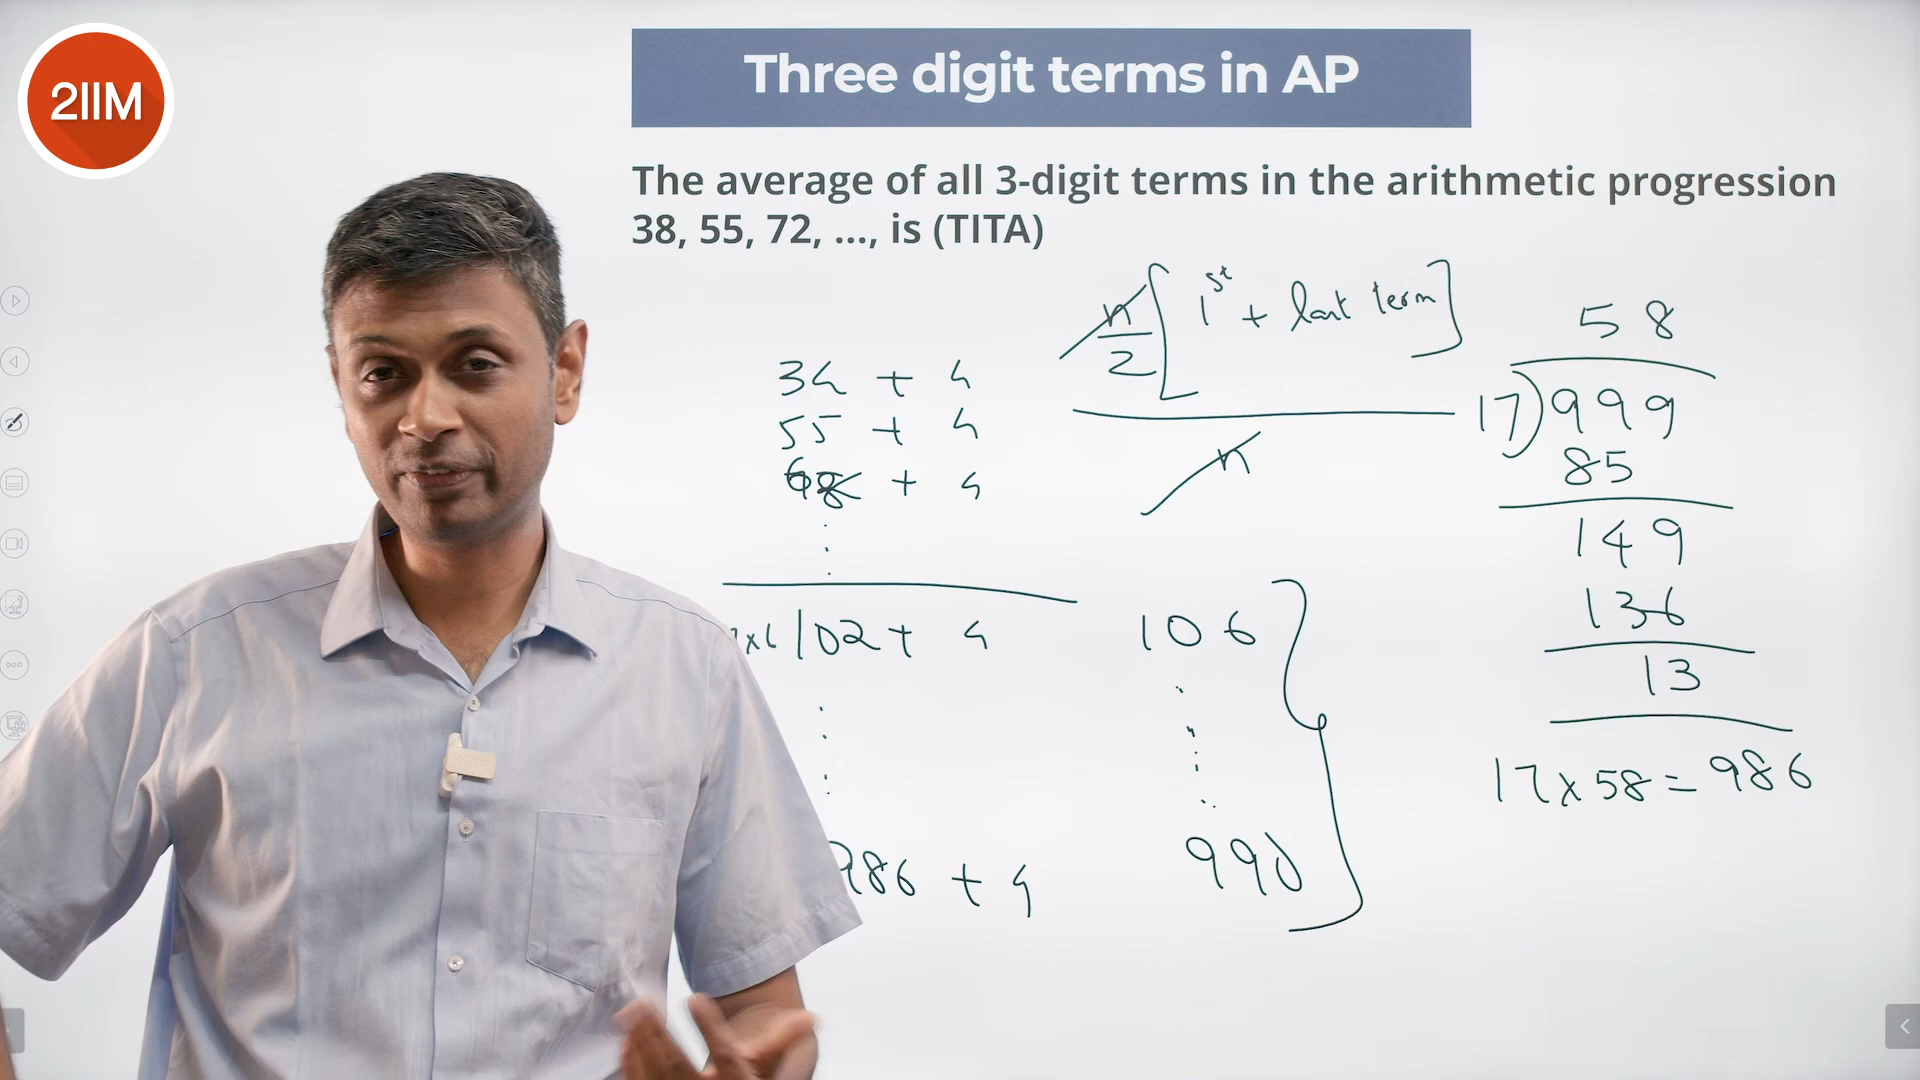 2IIM
Three digit terms in AP
The average of all 3-digit terms in the arithmetic progression
38, 55, 72, ..., is (TITA)
n/2 [ 1st + last term ]
n
34 + 4
55 + 4
68 + 4
102 + 4
986 + 4
106
990
58
17)999
85
149
136
13
17 x 58 = 986